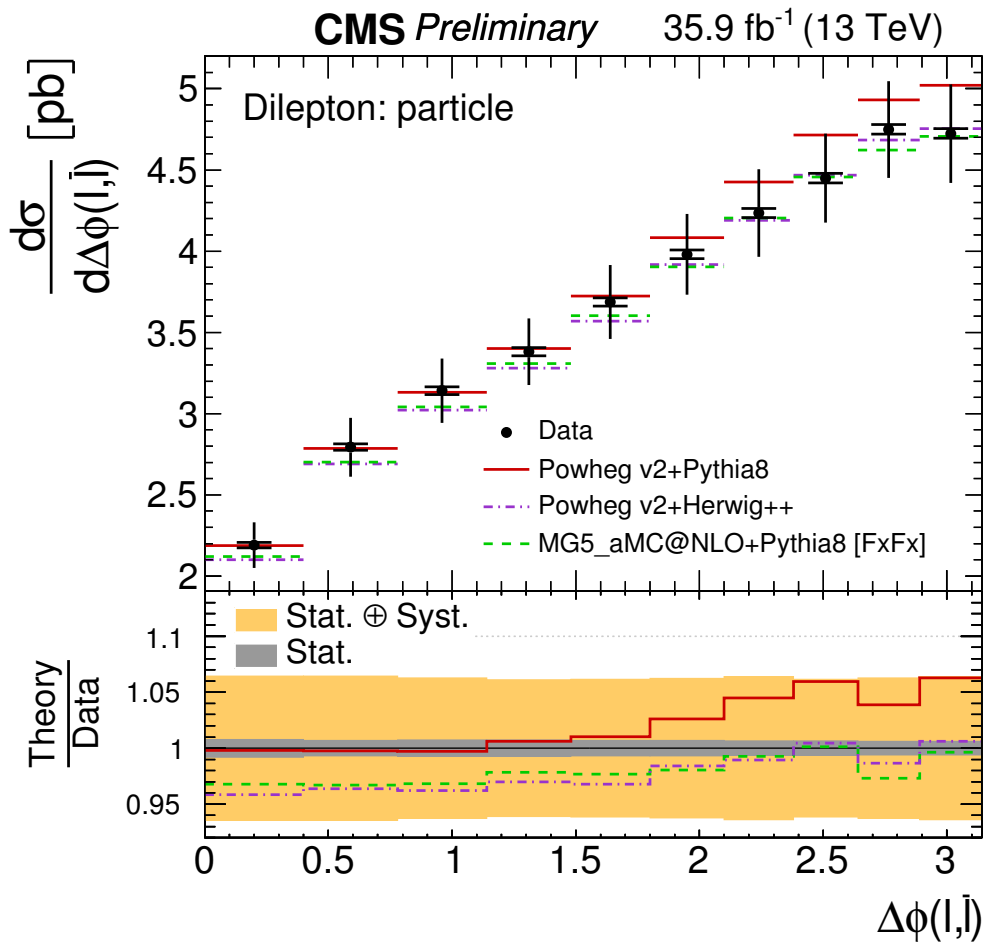 CMS Preliminary 35.9 fb⁻¹ (13 TeV)
dσ
dΔϕ(l,l̄)
[pb]
5
4.5
4
3.5
3
2.5
2
Dilepton: particle
Data
Powheg v2+Pythia8
Powheg v2+Herwig++
MG5_aMC@NLO+Pythia8 [FxFx]
Theory
Data
1.1
1.05
1
0.95
Stat. ⊕ Syst.
Stat.
0 0.5 1 1.5 2 2.5 3
Δϕ(l,l̄)